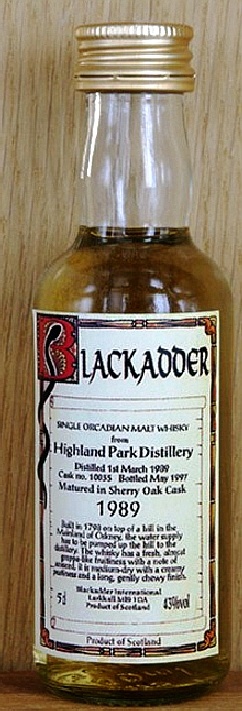 BLACKADDER
SINGLE ORCADIAN MALT WHISKY
from
Highland Park Distillery
Distilled 1st March 1989
Cask no. 10035 Bottled May 1997
Matured in Sherry Oak Cask
1989
Built in 1798 on top of a hill in the
Mainland of Orkney, the water supply
has to be pumped up the hill to the
distillery. The whisky has a fresh, almost
apple-like fruitiness with a note of
it is medium-dry with a creamy
and a long, gently chewy finish.
Blackadder International
Larkhall ML9
5cl Product of Scotland 43%vol
Product of Scotland